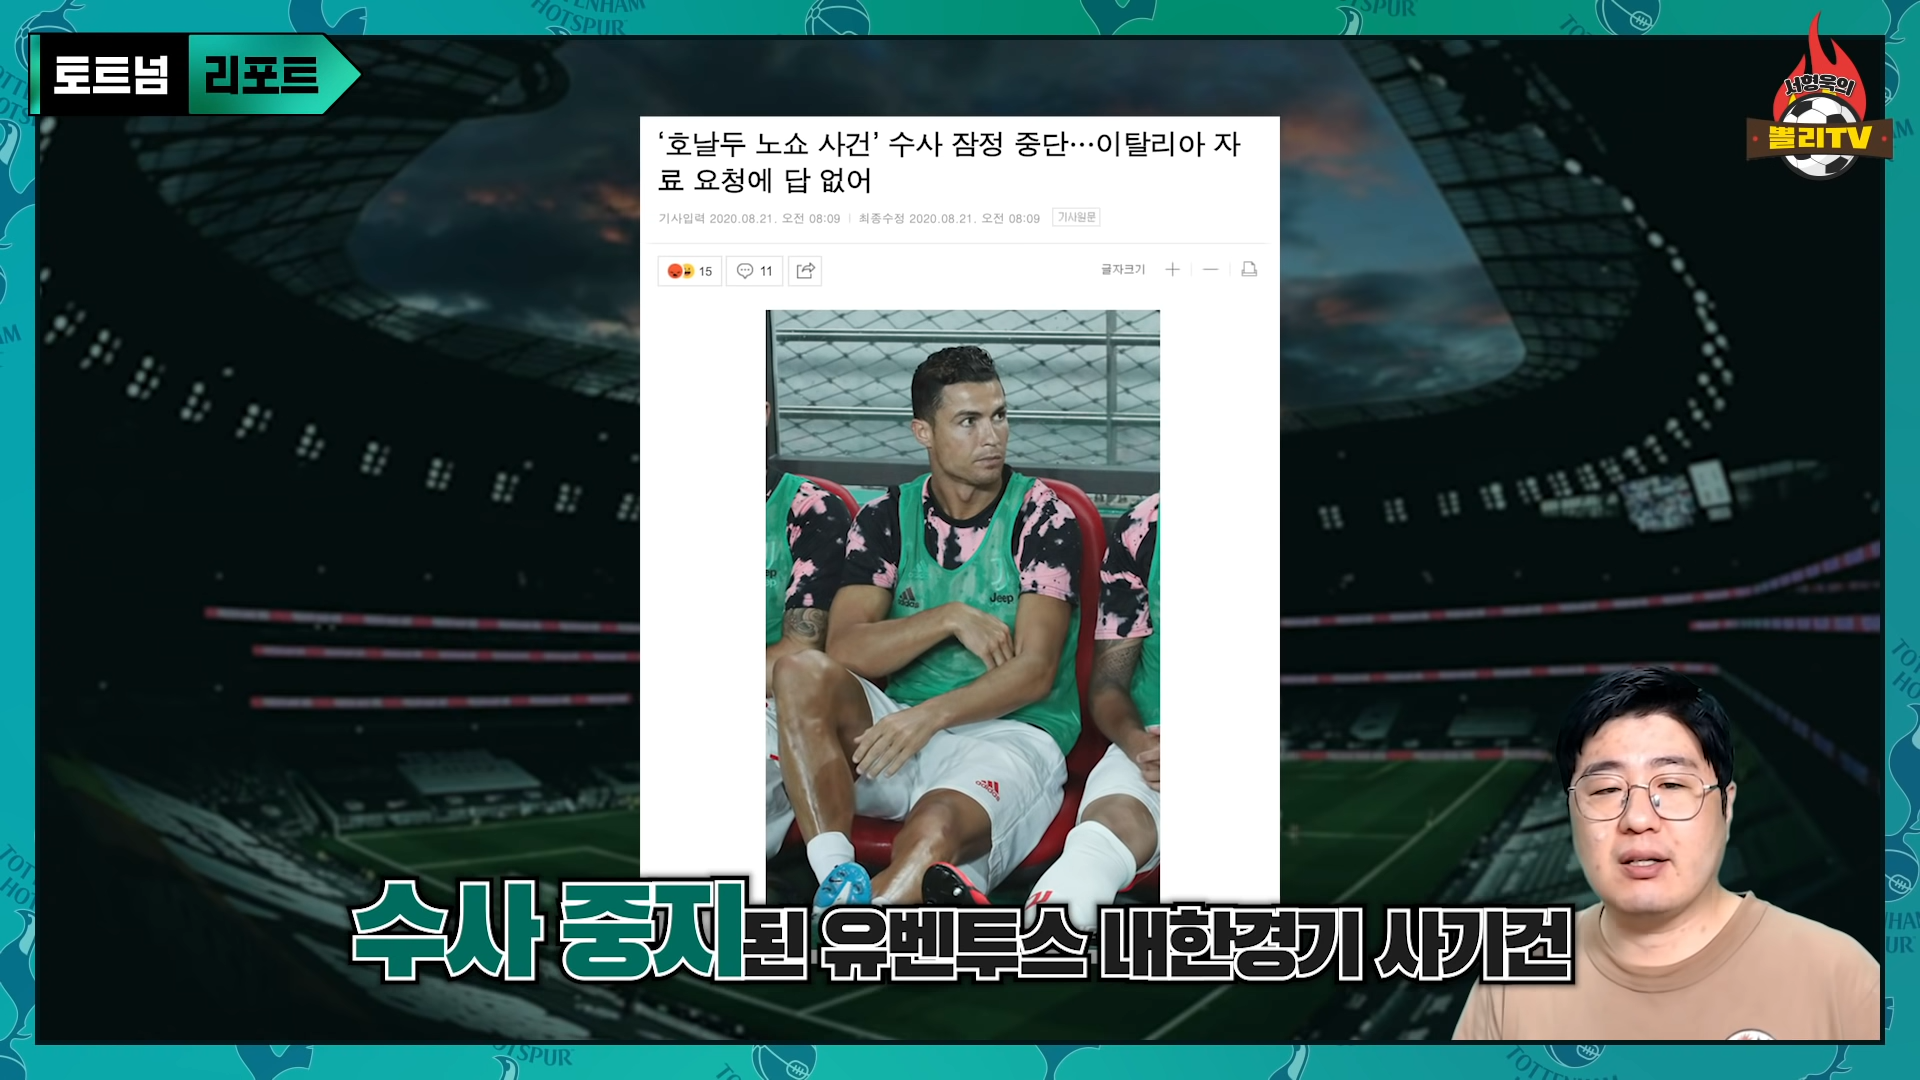 토트넘 리포트
서형욱의
뽈리TV
‘호날두 노쇼 사건’ 수사 잠정 중단…이탈리아 자
료 요청에 답 없어
기사입력 2020.08.21. 오전 08:09 최종수정 2020.08.21. 오전 08:09 기사원문
15 11 글자크기
adidas Jeep
adidas
수사 중지된 유벤투스 내한경기 사기건
TOTTENHAM
HOTSPUR